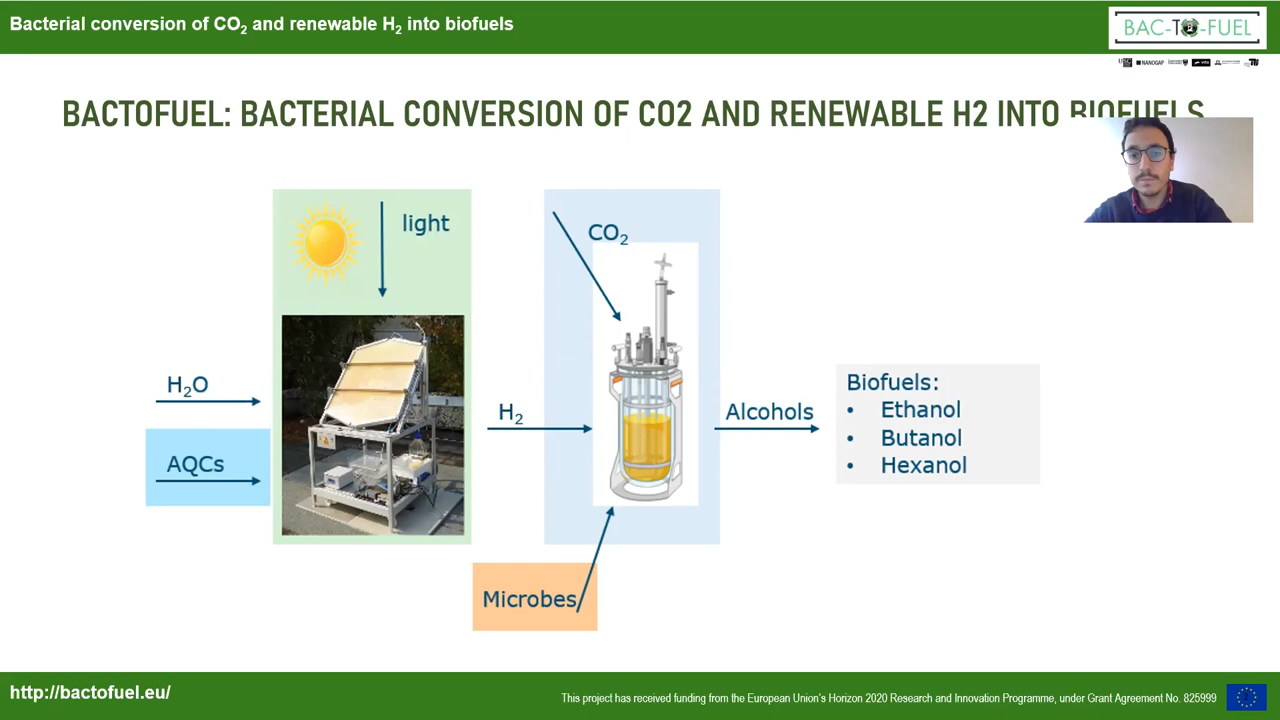 Bacterial conversion of CO₂ and renewable H₂ into biofuels
BAC-TO-FUEL
NANOGAP
BACTOFUEL: BACTERIAL CONVERSION OF CO2 AND RENEWABLE H2 INTO BIOFUELS
light
CO₂
H₂O
H₂
Alcohols
Biofuels:
• Ethanol
• Butanol
• Hexanol
AQCs
Microbes
http://bactofuel.eu/
This project has received funding from the European Union's Horizon 2020 Research and Innovation Programme, under Grant Agreement No. 825999